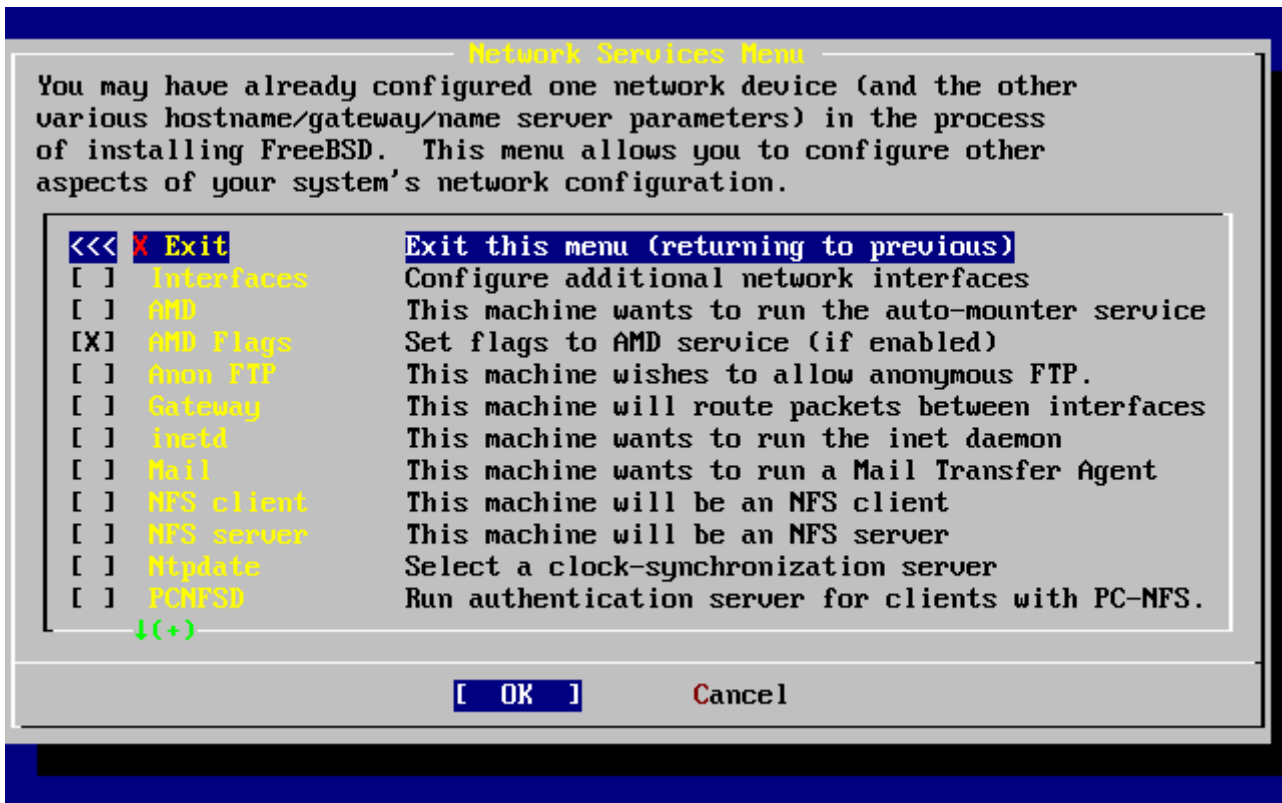 Network Services Menu
You may have already configured one network device (and the other
various hostname/gateway/name server parameters) in the process
of installing FreeBSD.  This menu allows you to configure other
aspects of your system's network configuration.
<<< X Exit Exit this menu (returning to previous)
[ ] Interfaces Configure additional network interfaces
[ ] AMD This machine wants to run the auto-mounter service
[X] AMD Flags Set flags to AMD service (if enabled)
[ ] Anon FTP This machine wishes to allow anonymous FTP.
[ ] Gateway This machine will route packets between interfaces
[ ] inetd This machine wants to run the inet daemon
[ ] Mail This machine wants to run a Mail Transfer Agent
[ ] NFS client This machine will be an NFS client
[ ] NFS server This machine will be an NFS server
[ ] Ntpdate Select a clock-synchronization server
[ ] PCNFSD Run authentication server for clients with PC-NFS.
↓(+)
[ OK ] Cancel